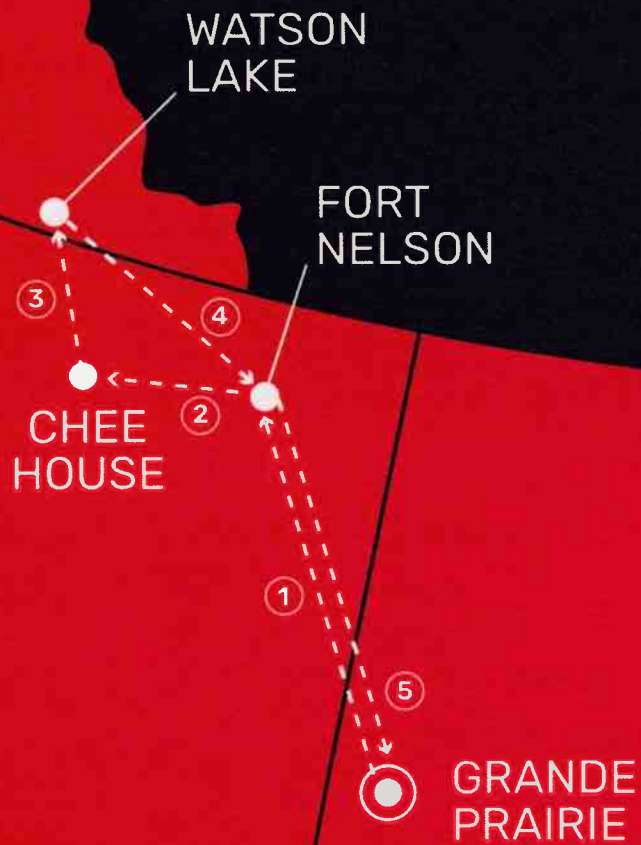 WATSON
LAKE
FORT
NELSON
3
4
2
CHEE
HOUSE
1
5
GRANDE
PRAIRIE